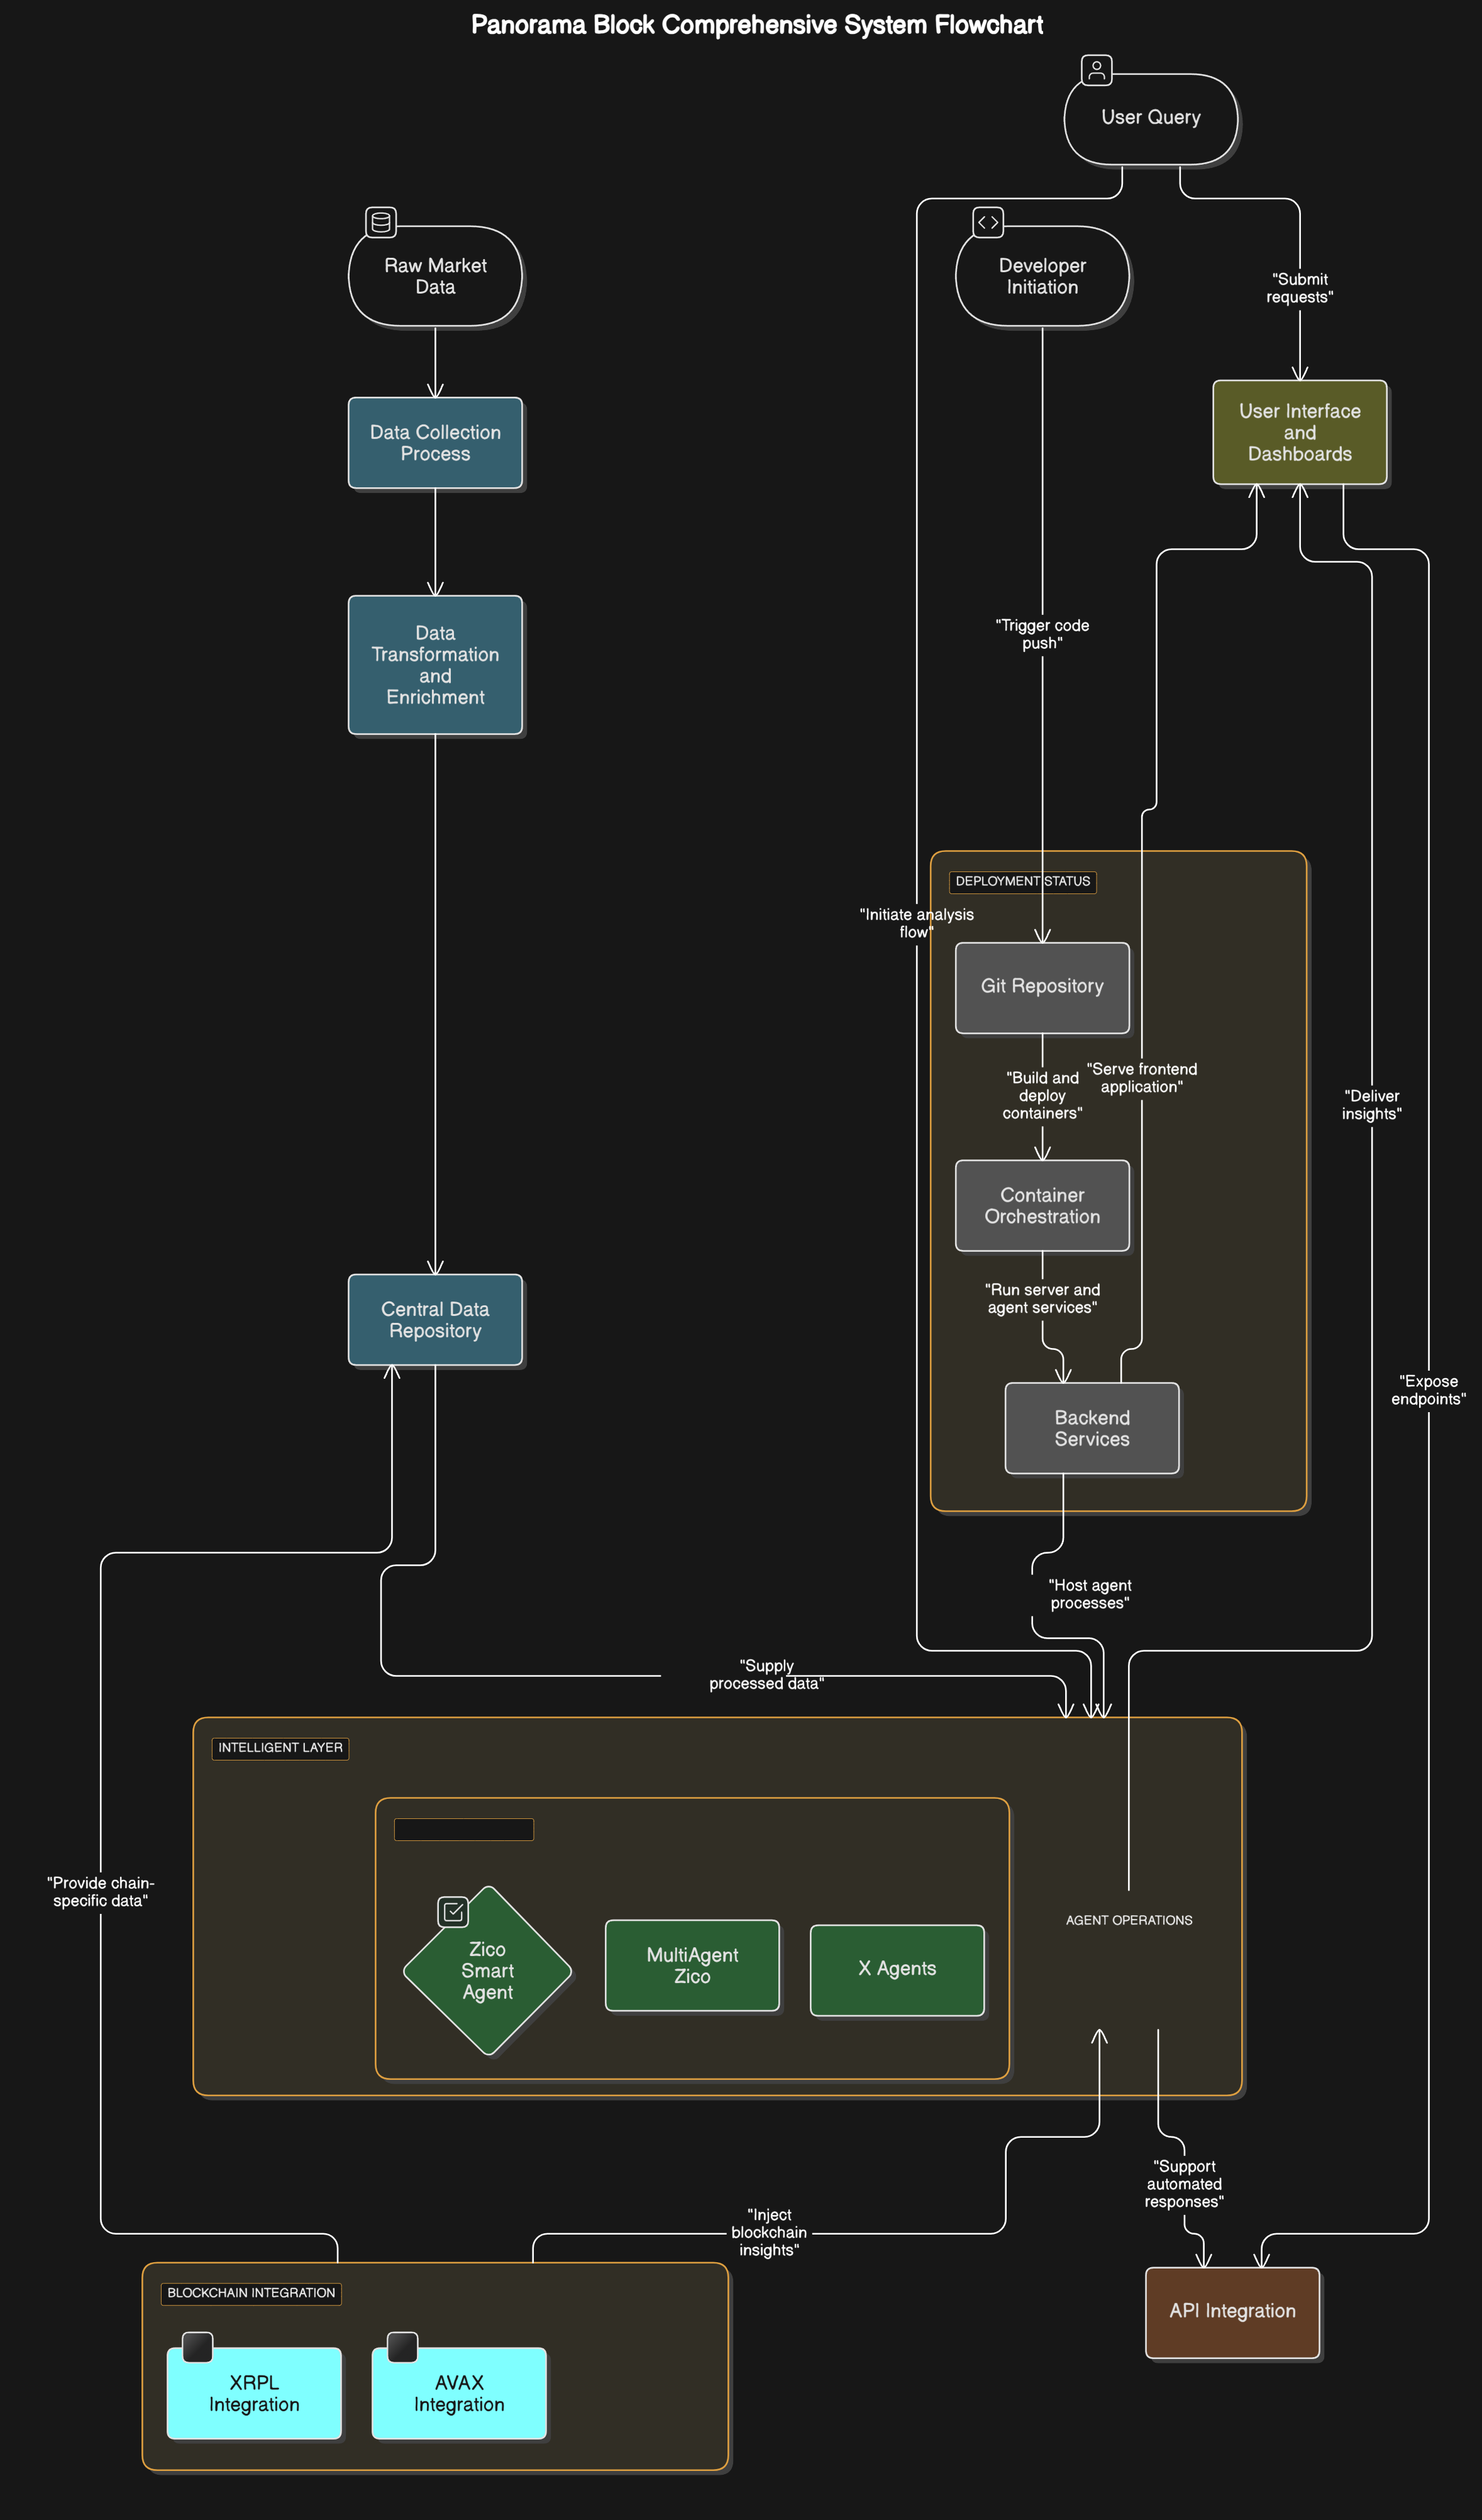 Panorama Block Comprehensive System Flowchart
User Query
Raw Market
Data
Developer
Initiation
"Submit
requests"
Data Collection
Process
User Interface
and
Dashboards
Data
Transformation
and
Enrichment
"Trigger code
push"
DEPLOYMENT STATUS
"Initiate analysis
flow"
Git Repository
"Build and
deploy
containers"
"Serve frontend
application"
"Deliver
insights"
Container
Orchestration
"Run server and
agent services"
Central Data
Repository
"Expose
endpoints"
Backend
Services
"Host agent
processes"
"Supply
processed data"
INTELLIGENT LAYER
"Provide chain-
specific data"
AGENT OPERATIONS
Zico
Smart
Agent
MultiAgent
Zico
X Agents
"Support
automated
responses"
"Inject
blockchain
insights"
BLOCKCHAIN INTEGRATION
XRPL
Integration
AVAX
Integration
API Integration